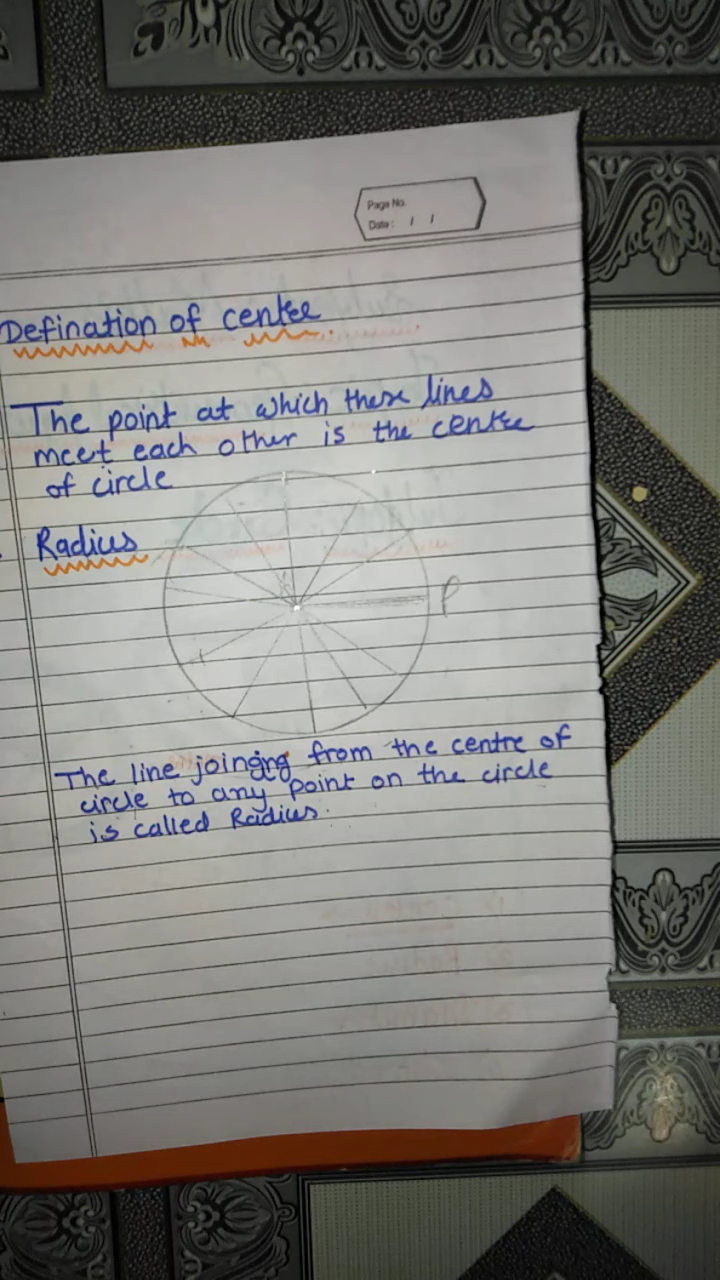 Page No.
Date: / /
Defination of centre.
The point at which these lines
meet each other is the centre
of circle
Radius
P
The line joinging from the centre of
circle to any point on the circle
is called Radius.